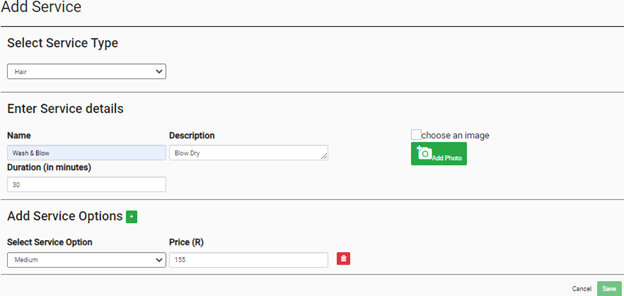 Add Service
Select Service Type
Hair
Enter Service details
Name Description
choose an image
Wash & Blow Blow Dry
Add Photo
Duration (in minutes)
30
Add Service Options +
Select Service Option Price (R)
Medium 155
Cancel Save